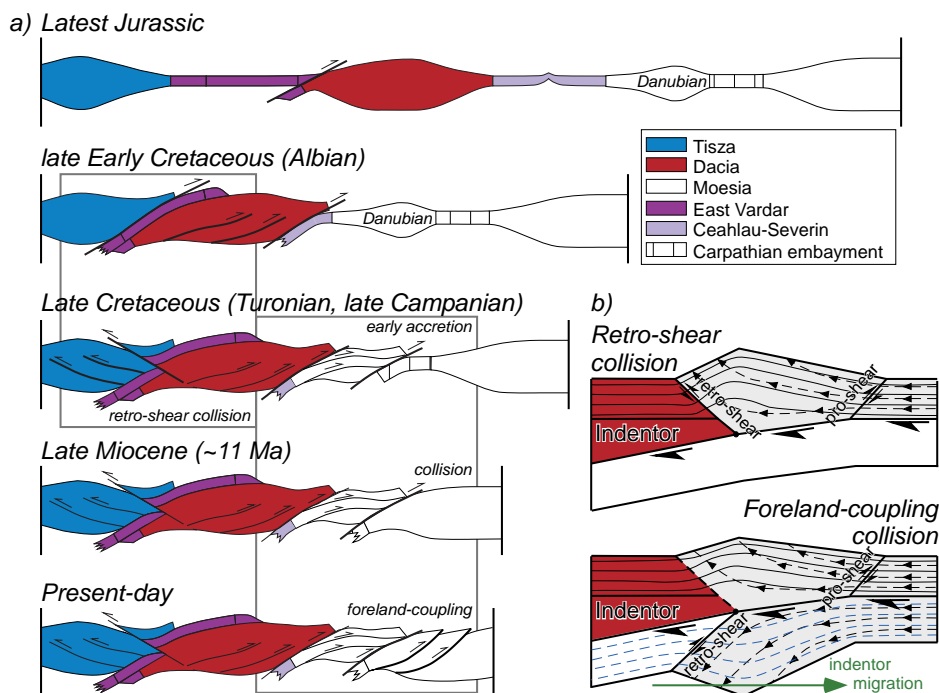 a) Latest Jurassic
Danubian
late Early Cretaceous (Albian)
Danubian
Tisza
Dacia
Moesia
East Vardar
Ceahlau-Severin
Carpathian embayment
Late Cretaceous (Turonian, late Campanian)
early accretion
retro-shear collision
Late Miocene (~11 Ma)
collision
Present-day
foreland-coupling
b)
Retro-shear
collision
retro-shear
pro-shear
Indentor
Foreland-coupling
collision
pro-shear
Indentor
retro-shear
indentor
migration